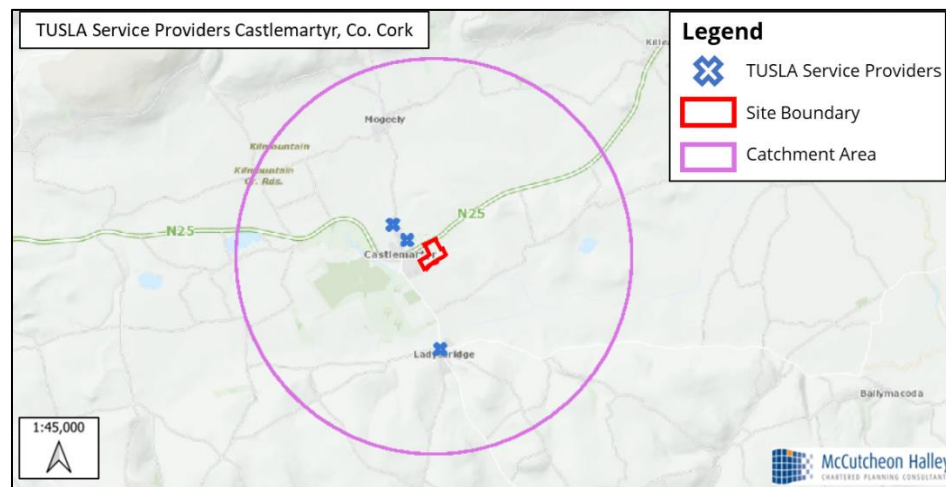 TUSLA Service Providers Castlemartyr, Co. Cork
Legend
TUSLA Service Providers
Site Boundary
Catchment Area
Mogeely
Kilmountain
Kilmountain
Cr. Rds.
N25
N25
Castlemartyr
Ladysbridge
Ballymacoda
1:45,000
McCutcheon Halley
CHARTERED PLANNING CONSULTANTS